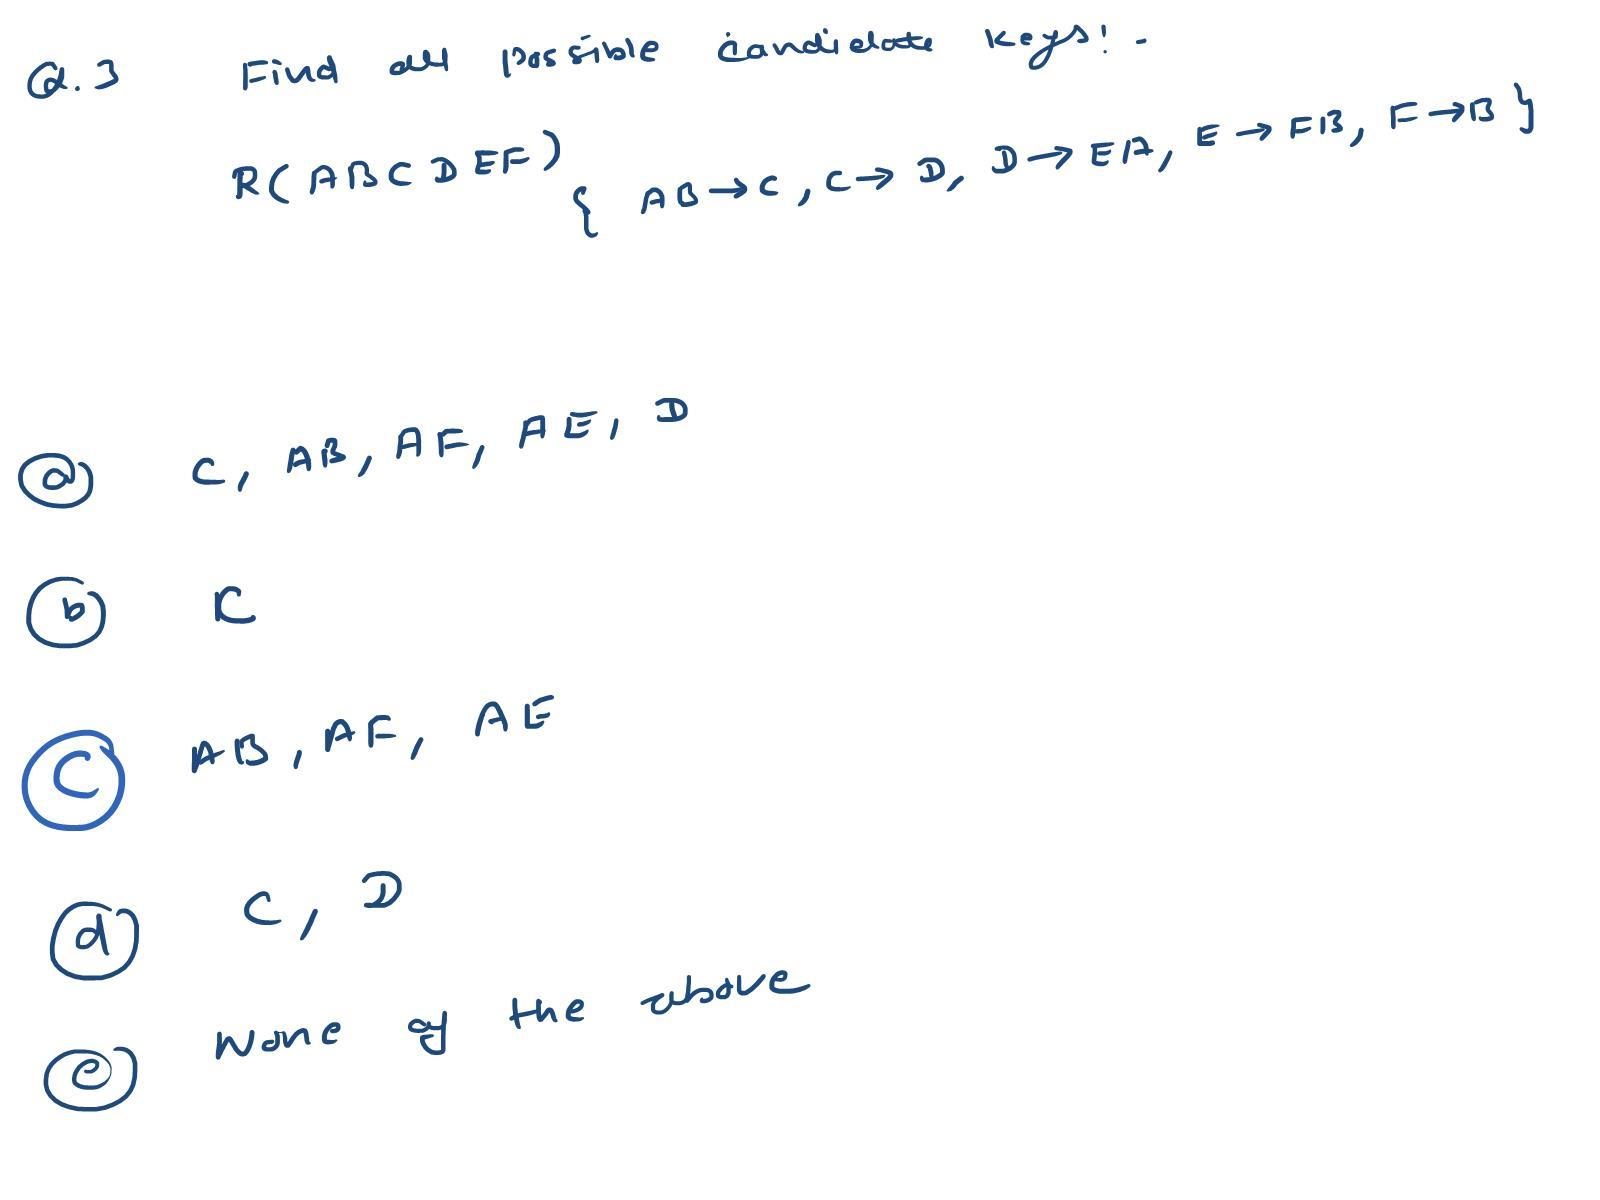 Q.3 Find all possible candidate keys:-
R(ABCDEF) { AB→C, C→D, D→EA, E→FB, F→B }
(a) C, AB, AF, AE, D
(b) C
(C) AB, AF, AE
(d) C, D
(e) None of the above